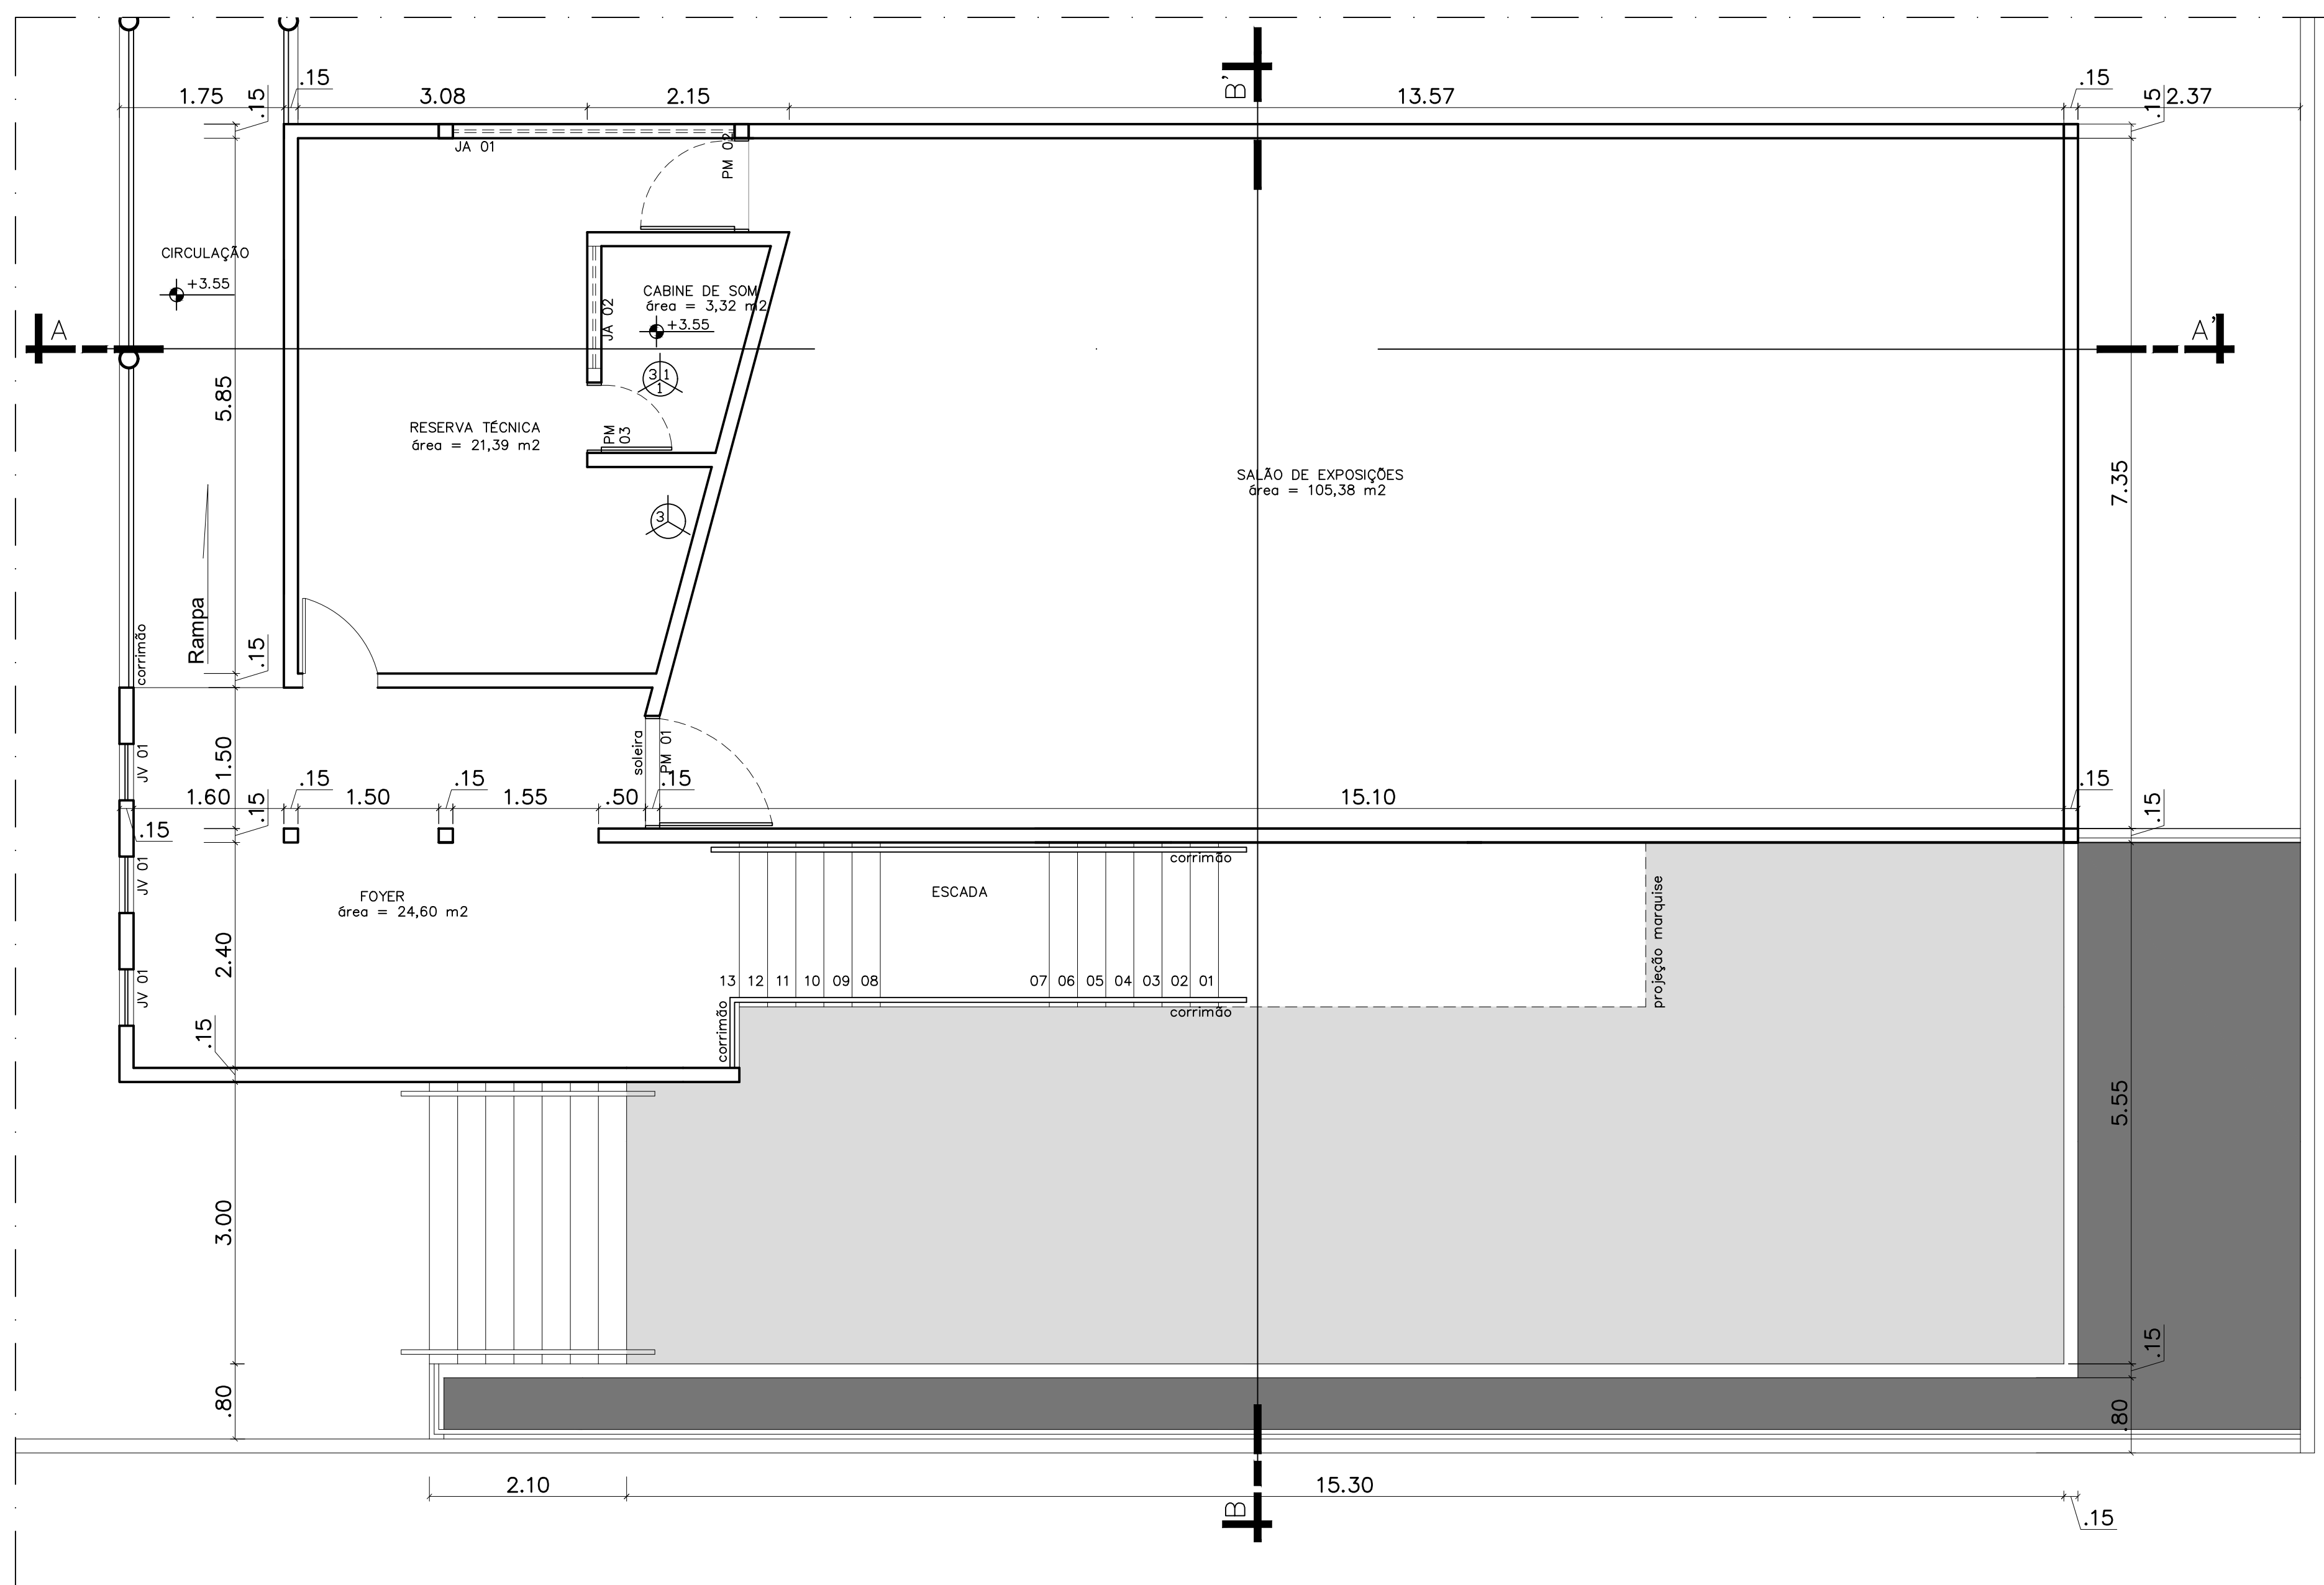 B'
.15
.15
1.75
.15
3.08
2.15
13.57
.15
2.37
JA 01
PM 02
CIRCULAÇÃO
+3.55
CABINE DE SOM
área = 3,32 m2
+3.55
JA 02
A
A'
3 1
1
5.85
RESERVA TÉCNICA
área = 21,39 m2
PM
03
SALÃO DE EXPOSIÇÕES
área = 105,38 m2
7.35
3
Rampa
corrimão
.15
JV 01
1.50
soleira
PM 01
1.60
.15
.15
1.50
.15
1.55
.50
.15
15.10
.15
.15
.15
JV 01
FOYER
área = 24,60 m2
corrimão
ESCADA
projeção marquise
2.40
JV 01
13 12 11 10 09 08
07 06 05 04 03 02 01
corrimão
corrimão
.15
5.55
3.00
.15
.80
.80
2.10
15.30
.15
B